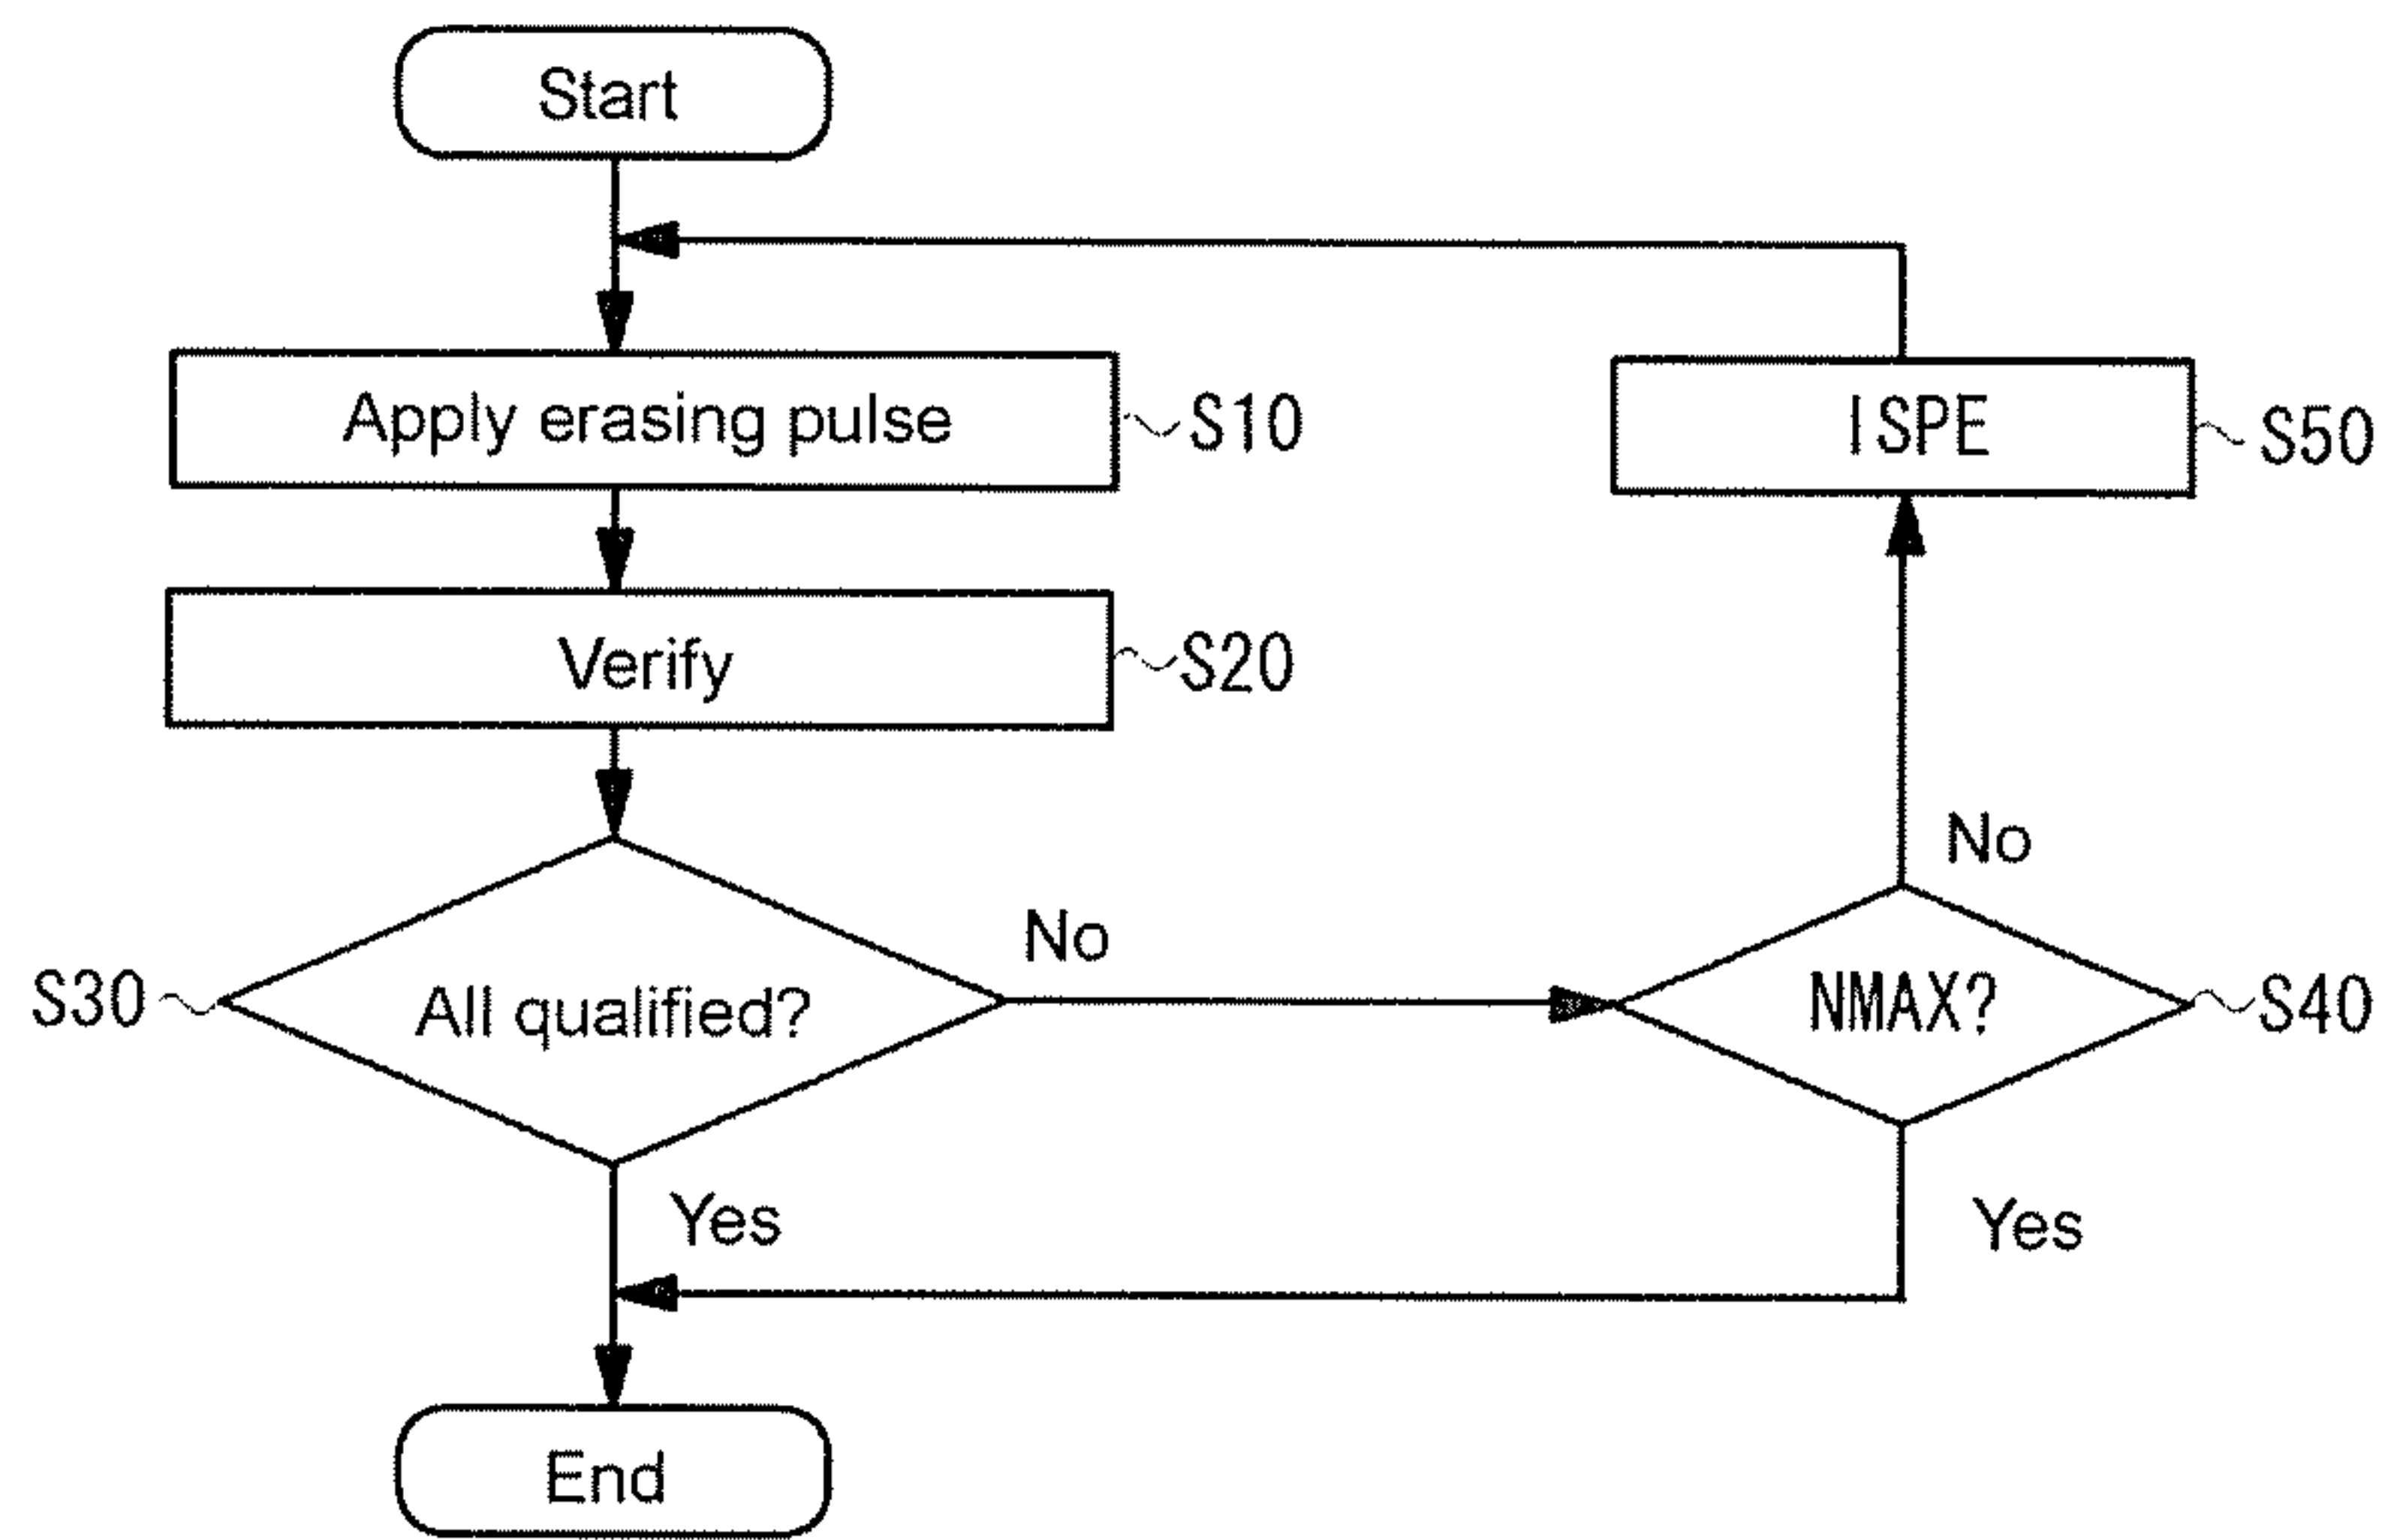 Start
Apply erasing pulse
S10
ISPE
S50
Verify
S20
No
No
S30
All qualified?
NMAX?
S40
Yes
Yes
End